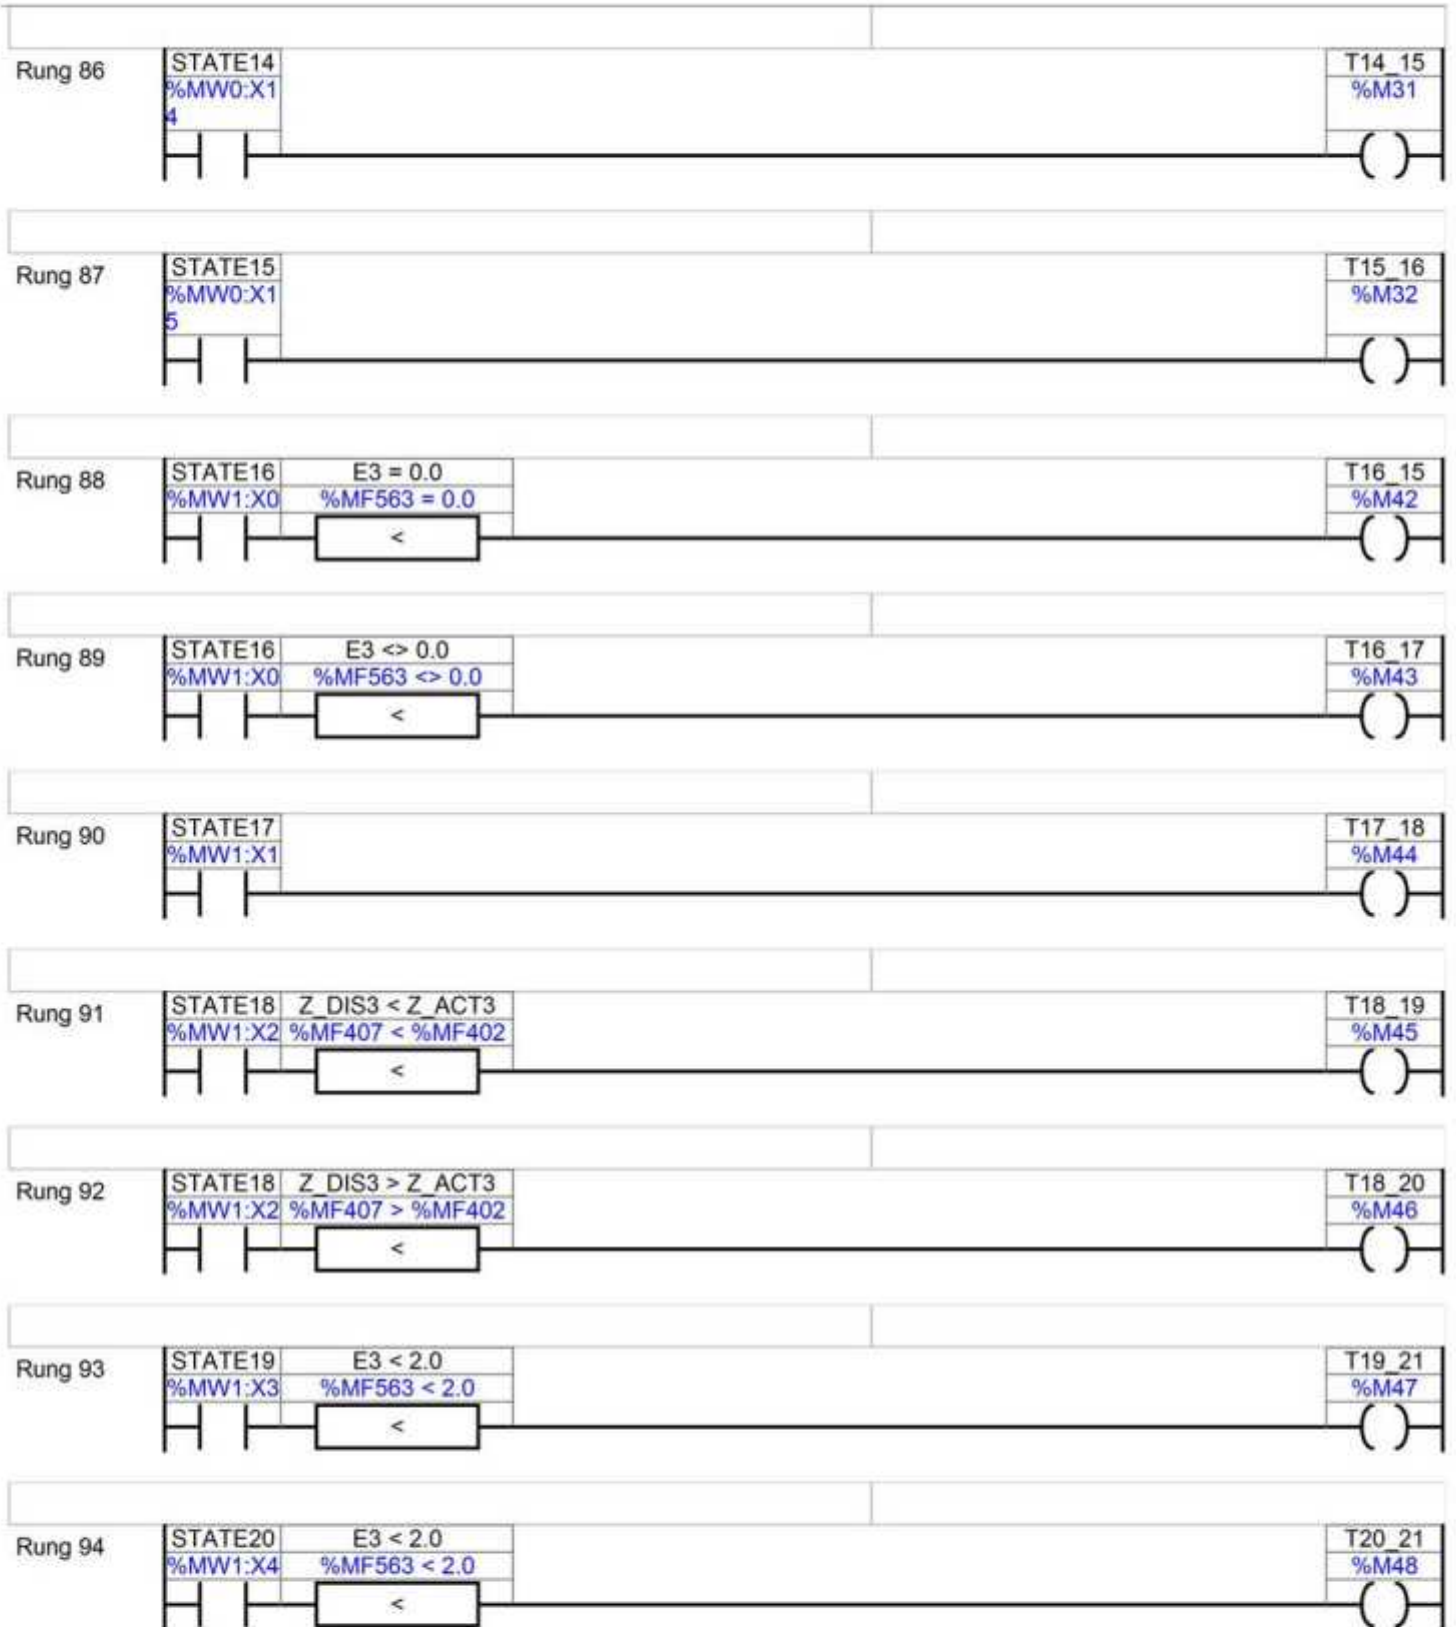 Rung 86
STATE14
%MW0:X1
4
T14_15
%M31
Rung 87
STATE15
%MW0:X1
5
T15_16
%M32
Rung 88
STATE16
%MW1:X0
E3 = 0.0
%MF563 = 0.0
<
T16_15
%M42
Rung 89
STATE16
%MW1:X0
E3 <> 0.0
%MF563 <> 0.0
<
T16_17
%M43
Rung 90
STATE17
%MW1:X1
T17_18
%M44
Rung 91
STATE18
%MW1:X2
Z_DIS3 < Z_ACT3
%MF407 < %MF402
<
T18_19
%M45
Rung 92
STATE18
%MW1:X2
Z_DIS3 > Z_ACT3
%MF407 > %MF402
<
T18_20
%M46
Rung 93
STATE19
%MW1:X3
E3 < 2.0
%MF563 < 2.0
<
T19_21
%M47
Rung 94
STATE20
%MW1:X4
E3 < 2.0
%MF563 < 2.0
<
T20_21
%M48